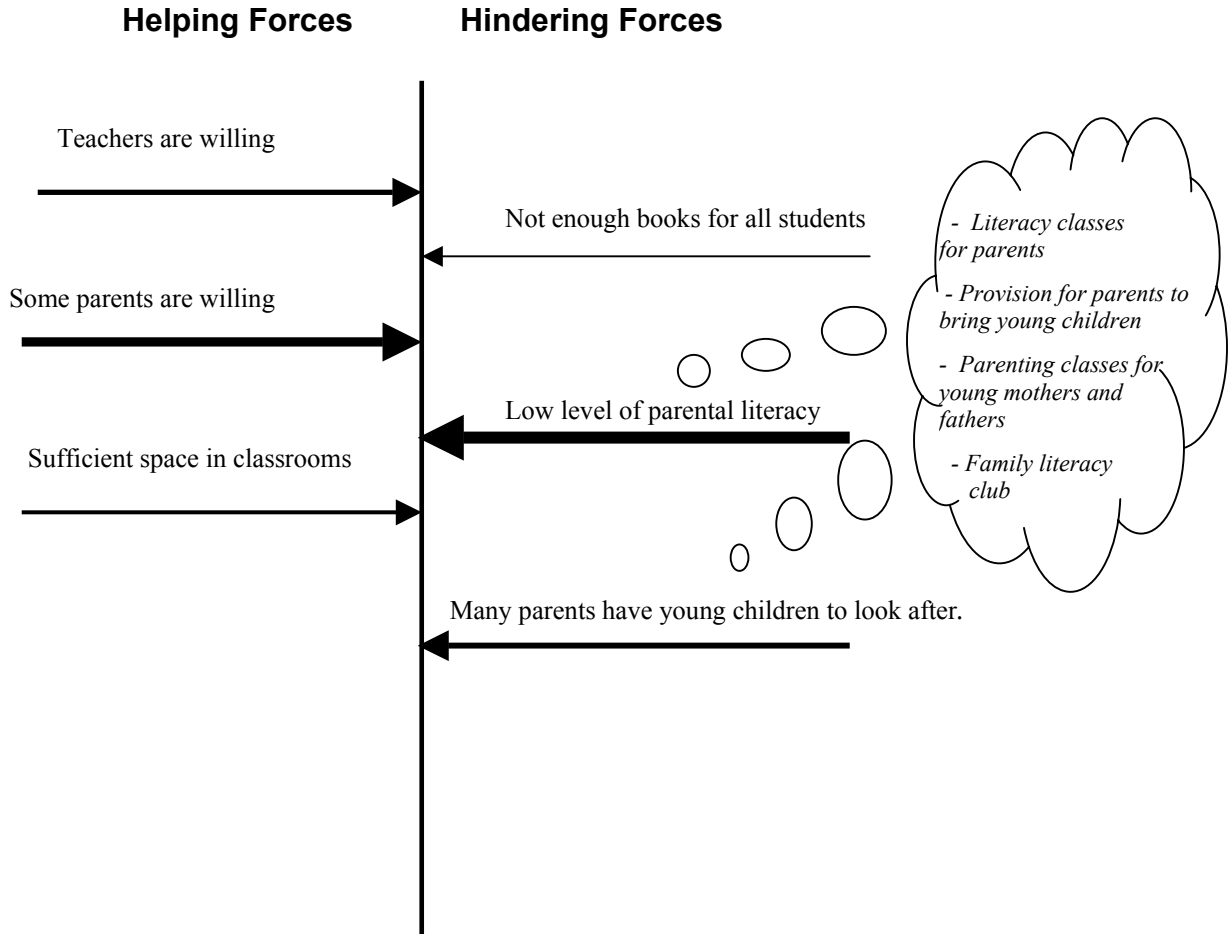 Helping Forces
Hindering Forces
Teachers are willing
Not enough books for all students
Some parents are willing
Low level of parental literacy
Sufficient space in classrooms
Many parents have young children to look after.
- Literacy classes
for parents
- Provision for parents to
bring young children
- Parenting classes for
young mothers and
fathers
- Family literacy
club